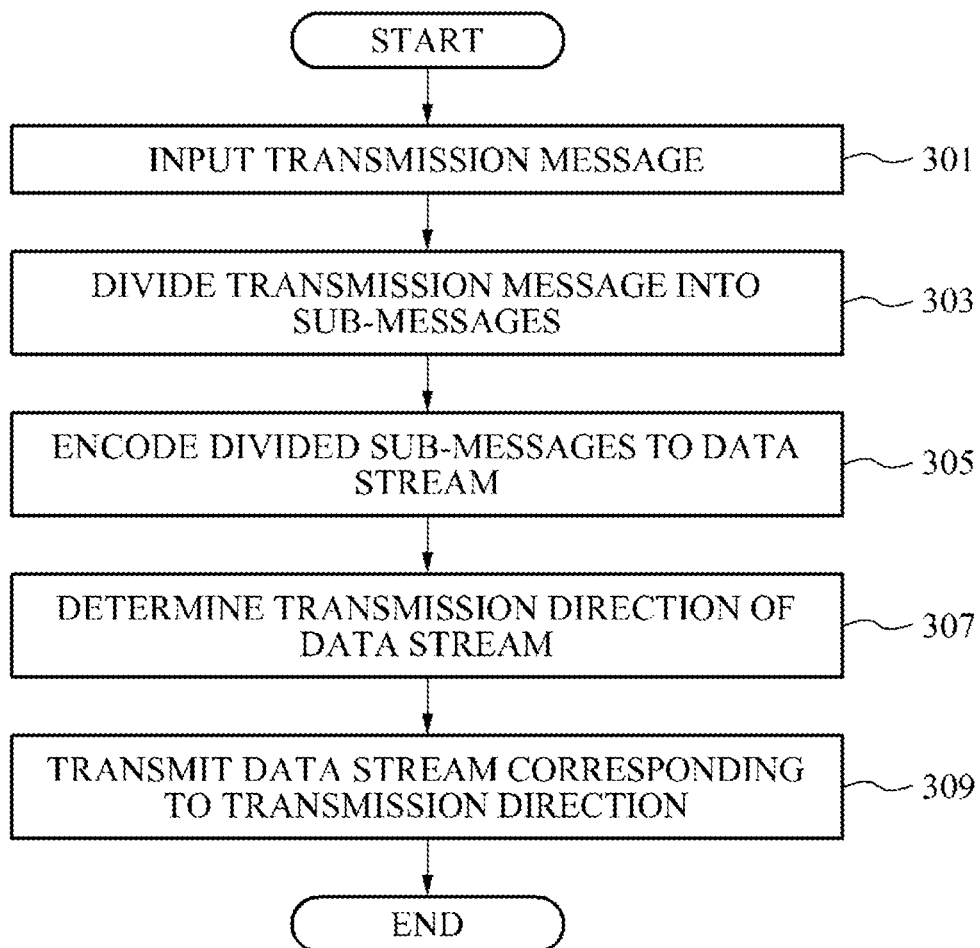 START
INPUT TRANSMISSION MESSAGE
301
DIVIDE TRANSMISSION MESSAGE INTO
SUB-MESSAGES
303
ENCODE DIVIDED SUB-MESSAGES TO DATA
STREAM
305
DETERMINE TRANSMISSION DIRECTION OF
DATA STREAM
307
TRANSMIT DATA STREAM CORRESPONDING
TO TRANSMISSION DIRECTION
309
END